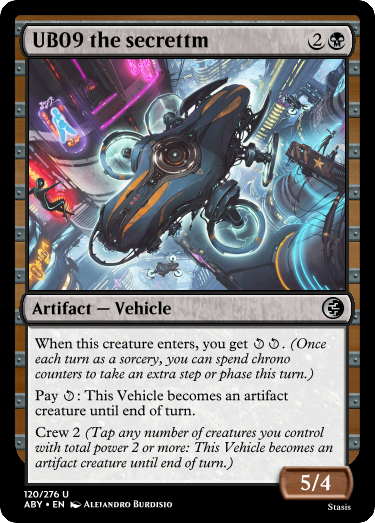 UB09 the secrettm 2
Artifact — Vehicle
When this creature enters, you get. (Once
each turn as a sorcery, you can spend chrono
counters to take an extra step or phase this turn.)
Pay : This Vehicle becomes an artifact
creature until end of turn.
Crew 2 (Tap any number of creatures you control
with total power 2 or more: This Vehicle becomes an
artifact creature until end of turn.)
5/4
120/276 U
ABY • EN Alejandro Burdisio
Stasis